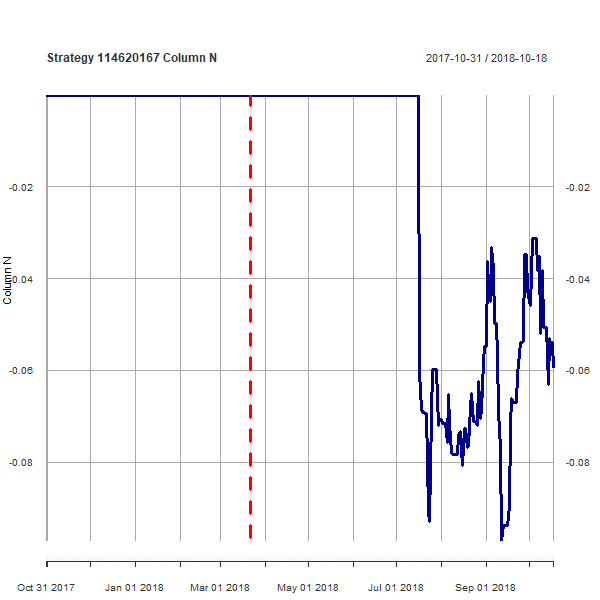 Strategy 114620167 Column N
2017-10-31 / 2018-10-18
Column N
-0.02 -0.02
-0.04 -0.04
-0.06 -0.06
-0.08 -0.08
Oct 31 2017 Jan 01 2018 Mar 01 2018 May 01 2018 Jul 01 2018 Sep 01 2018